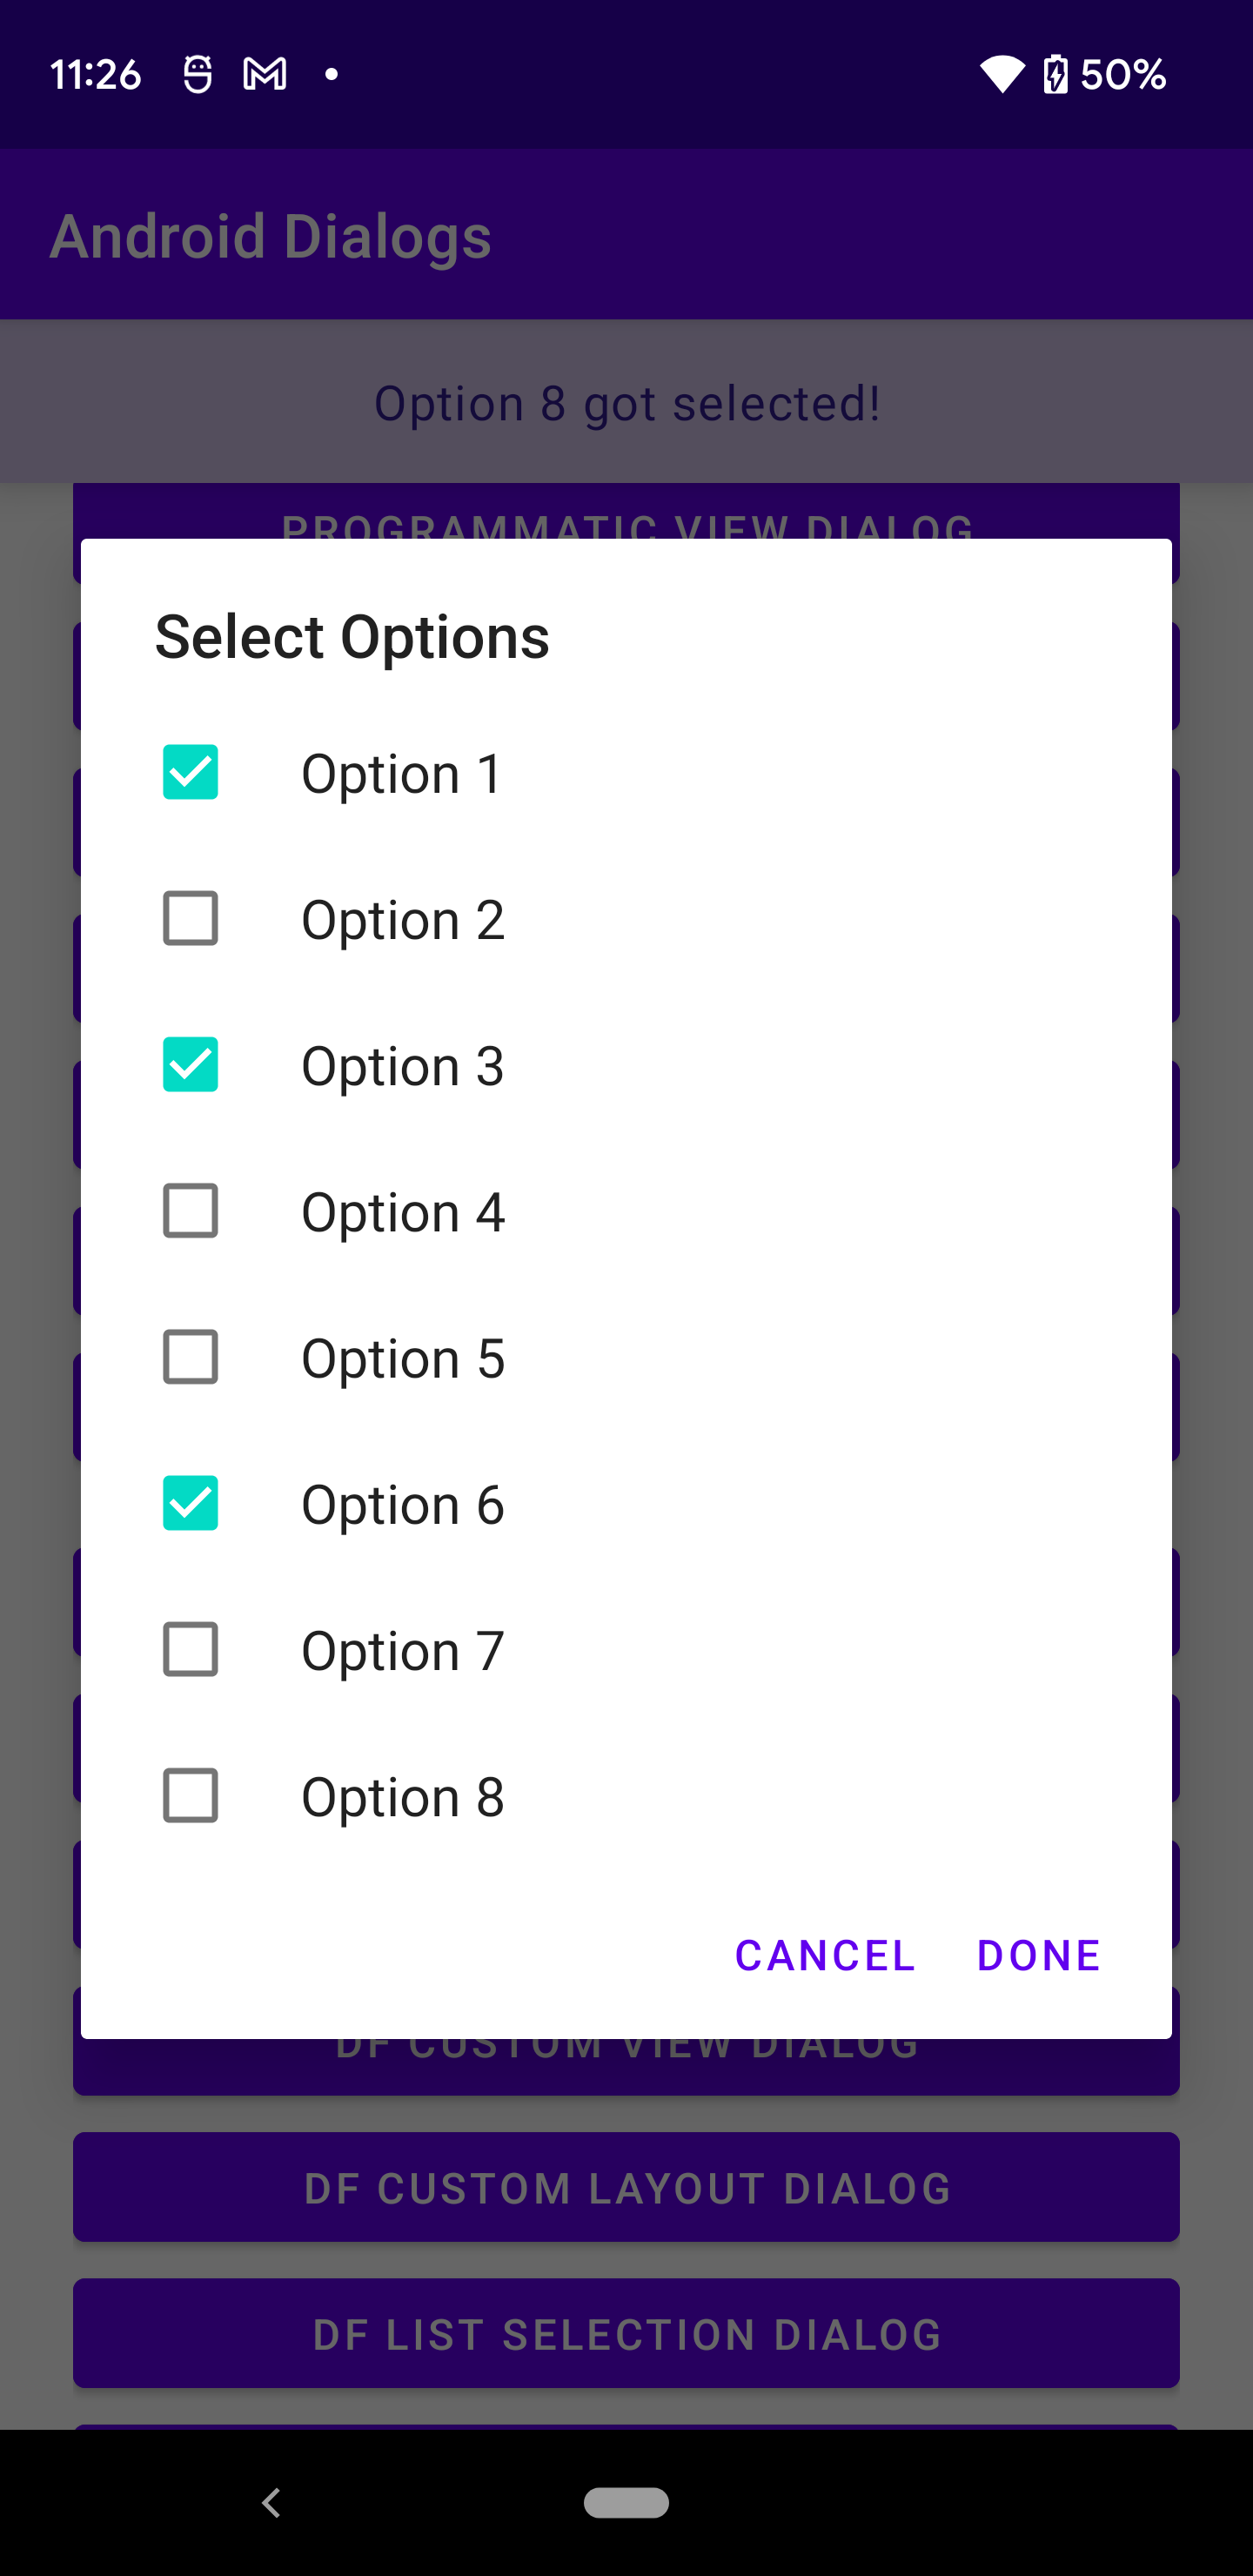 11:26 50%
Android Dialogs
Option 8 got selected!
PROGRAMMATIC VIEW DIALOG
Select Options
Option 1
Option 2
Option 3
Option 4
Option 5
Option 6
Option 7
Option 8
CANCEL DONE
DF CUSTOM VIEW DIALOG
DF CUSTOM LAYOUT DIALOG
DF LIST SELECTION DIALOG